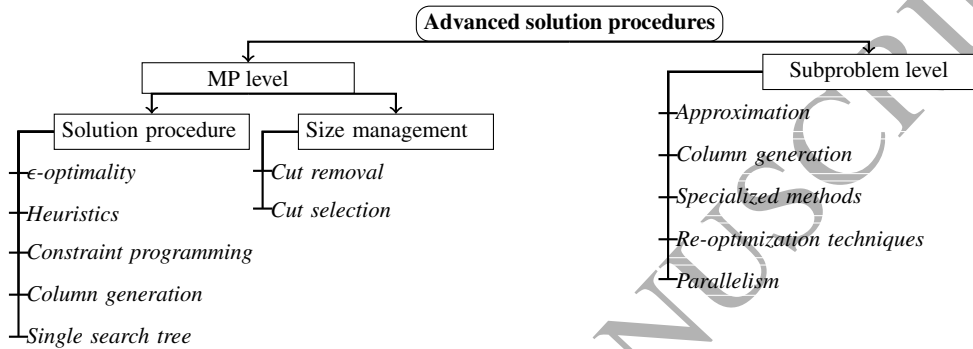 Advanced solution procedures
MP level
Subproblem level
Solution procedure
Size management
ϵ-optimality
Heuristics
Constraint programming
Column generation
Single search tree
Cut removal
Cut selection
Approximation
Column generation
Specialized methods
Re-optimization techniques
Parallelism
NUSCRI